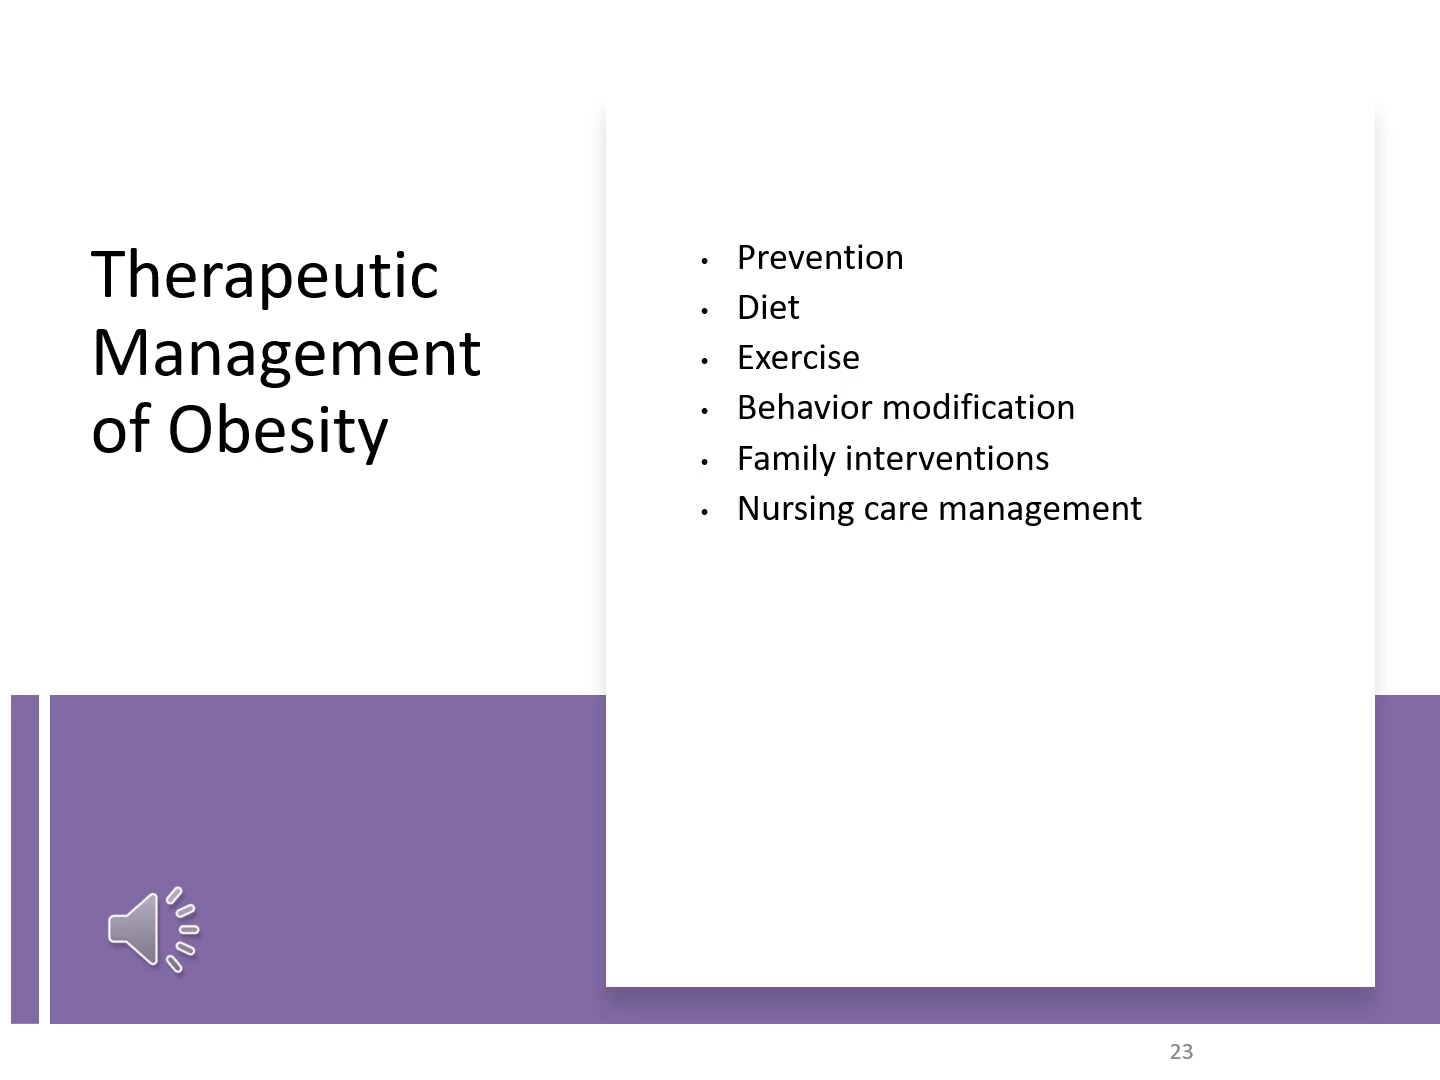 Therapeutic
Management
of Obesity
• Prevention
• Diet
• Exercise
• Behavior modification
• Family interventions
• Nursing care management
23